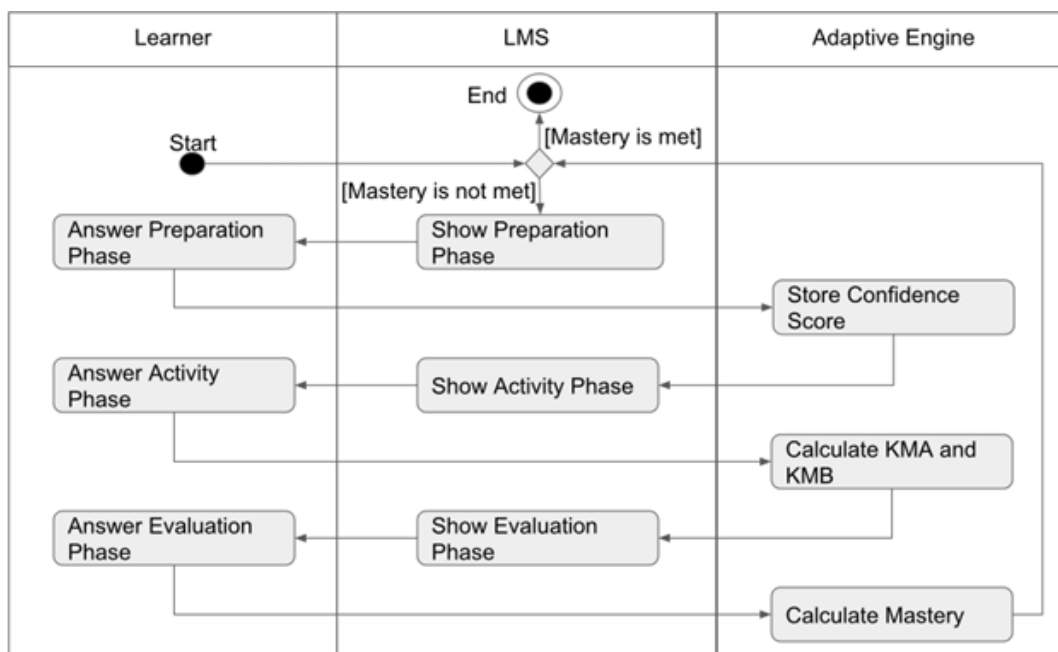 Learner
LMS
Adaptive Engine
End
[Mastery is met]
Start
[Mastery is not met]
Answer Preparation
Phase
Show Preparation
Phase
Store Confidence
Score
Answer Activity
Phase
Show Activity Phase
Calculate KMA and
KMB
Answer Evaluation
Phase
Show Evaluation
Phase
Calculate Mastery